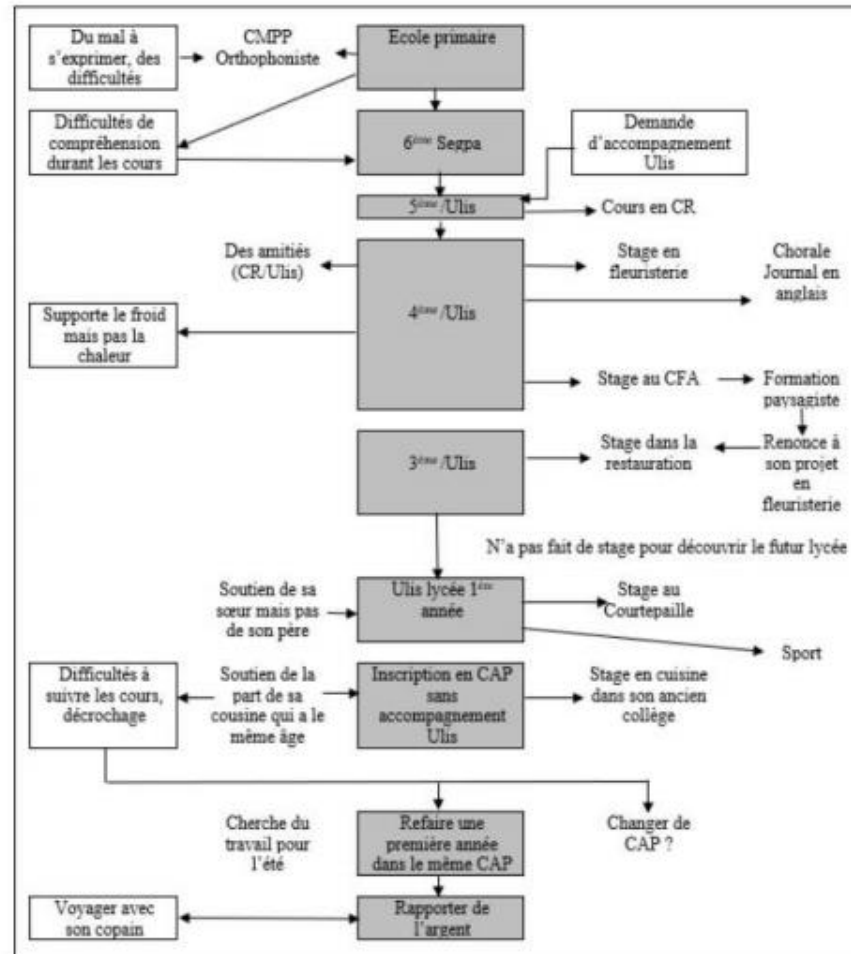 Du mal à
s'exprimer, des
difficultés
CMPP
Orthophoniste
Ecole primaire
Difficultés de
compréhension
durant les cours
6ème Segpa
Demande
d'accompagnement
Ulis
5ème/Ulis
Cours en CR
Des amitiés
(CR/Ulis)
4ème/Ulis
Stage en
fleuristerie
Chorale
Journal en
anglais
Supporte le froid
mais pas la
chaleur
Stage au CFA
Formation
paysagiste
3ème/Ulis
Stage dans la
restauration
Renonce à
son projet
en
fleuristerie
N'a pas fait de stage pour découvrir le futur lycée
Soutien de sa
sœur mais pas
de son père
Ulis lycée 1ère
année
Stage au
Courtepaille
Sport
Difficultés à
suivre les cours,
décrochage
Soutien de la
part de sa
cousine qui a le
même âge
Inscription en CAP
sans
accompagnement
Ulis
Stage en cuisine
dans son ancien
collège
Cherche du
travail pour
l'été
Refaire une
première année
dans le même CAP
Changer de
CAP ?
Voyager avec
son copain
Rapporter de
l'argent